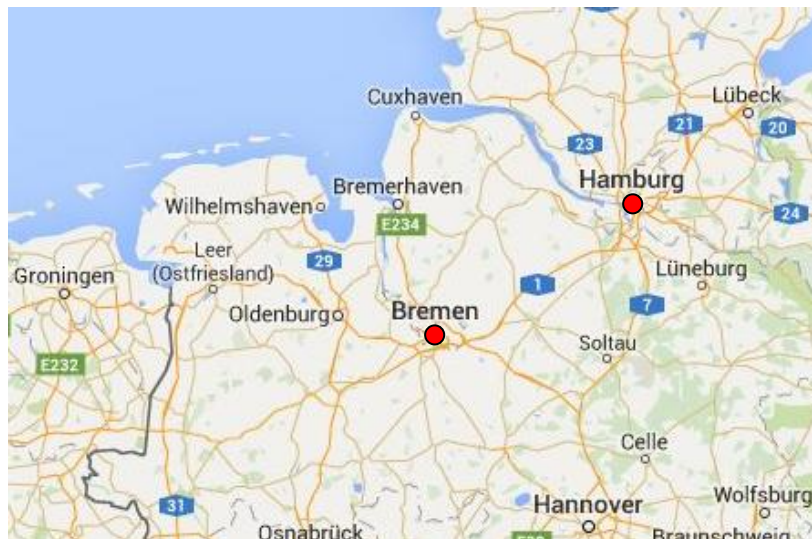 Cuxhaven
Lübeck
21
20
23
Hamburg
Bremerhaven
Wilhelmshaven
24
E234
Leer
(Ostfriesland)
29
Groningen
Lüneburg
1
7
Bremen
Oldenburg
Soltau
E232
Celle
31
Hannover
Wolfsburg
Osnabrück
Braunschweig